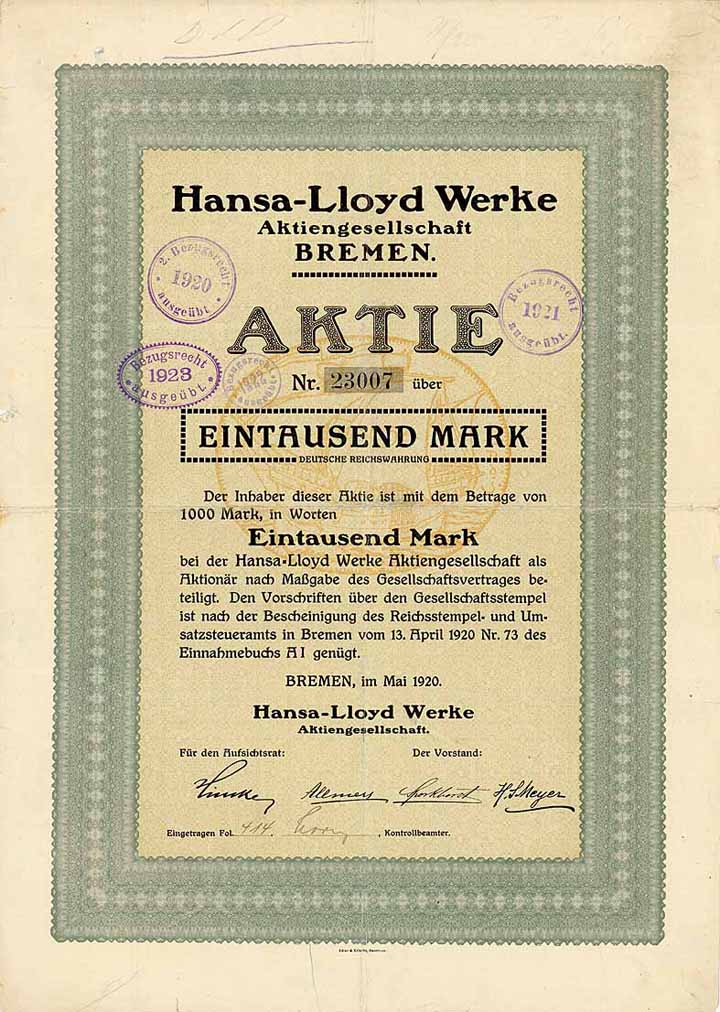 Hansa-Lloyd Werke
Aktiengesellschaft
BREMEN.
2. Bezugsrecht
1920
ausgeübt.
Bezugsrecht
1921
ausgeübt.
AKTIE
Bezugsrecht
1923
ausgeübt.
Bezugsrecht
ausgeübt
Nr. 23007 über
EINTAUSEND MARK
DEUTSCHE REICHSWÄHRUNG
Der Inhaber dieser Aktie ist mit dem Betrage von
1000 Mark, in Worten
Eintausend Mark
bei der Hansa-Lloyd Werke Aktiengesellschaft als
Aktionär nach Maßgabe des Gesellschaftsvertrages be-
teiligt. Den Vorschriften über den Gesellschaftsstempel
ist nach der Bescheinigung des Reichsstempel- und Um-
satzsteueramts in Bremen vom 13. April 1920 Nr. 73 des
Einnahmebuchs A I genügt.
BREMEN, im Mai 1920.
Hansa-Lloyd Werke
Aktiengesellschaft.
Für den Aufsichtsrat: Der Vorstand:
Allmers H. S. Meyer
Eingetragen Fol. 414. , Kontrollbeamter.